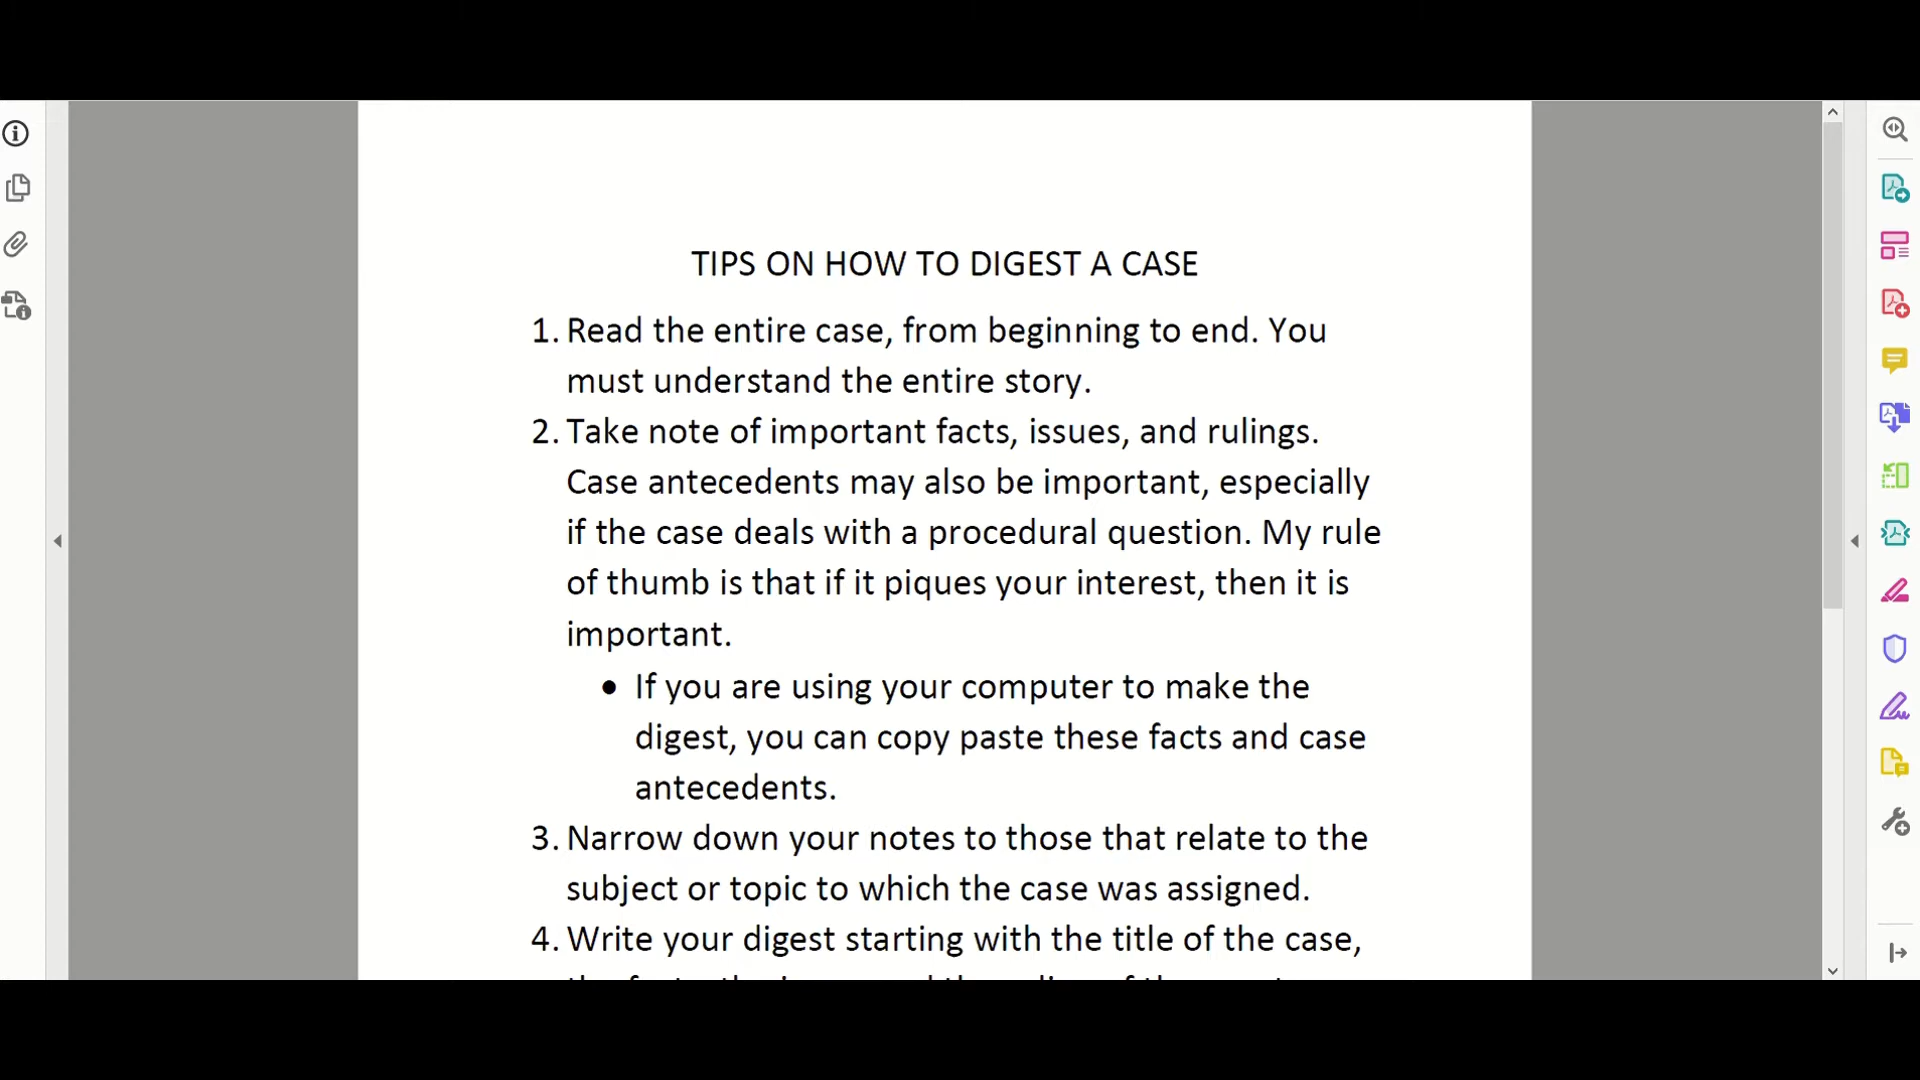 TIPS ON HOW TO DIGEST A CASE
1. Read the entire case, from beginning to end. You
must understand the entire story.
2. Take note of important facts, issues, and rulings.
Case antecedents may also be important, especially
if the case deals with a procedural question. My rule
of thumb is that if it piques your interest, then it is
important.
• If you are using your computer to make the
digest, you can copy paste these facts and case
antecedents.
3. Narrow down your notes to those that relate to the
subject or topic to which the case was assigned.
4. Write your digest starting with the title of the case,